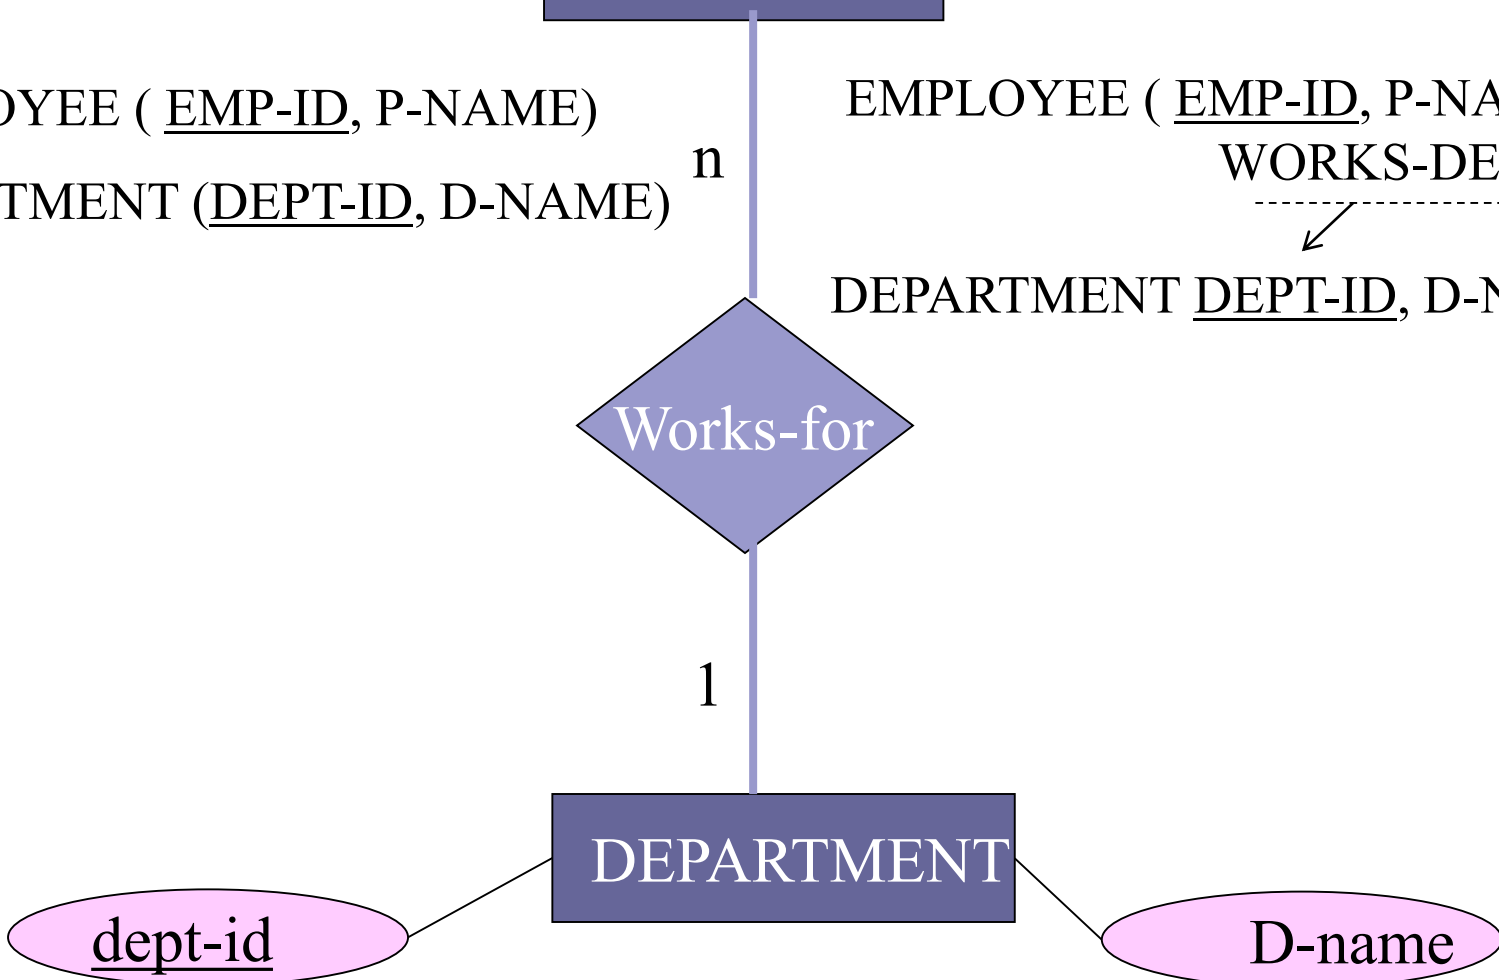 OYEE ( EMP-ID, P-NAME)
TMENT (DEPT-ID, D-NAME)
n
EMPLOYEE ( EMP-ID, P-NA
WORKS-DE
DEPARTMENT DEPT-ID, D-N
Works-for
1
DEPARTMENT
dept-id
D-name